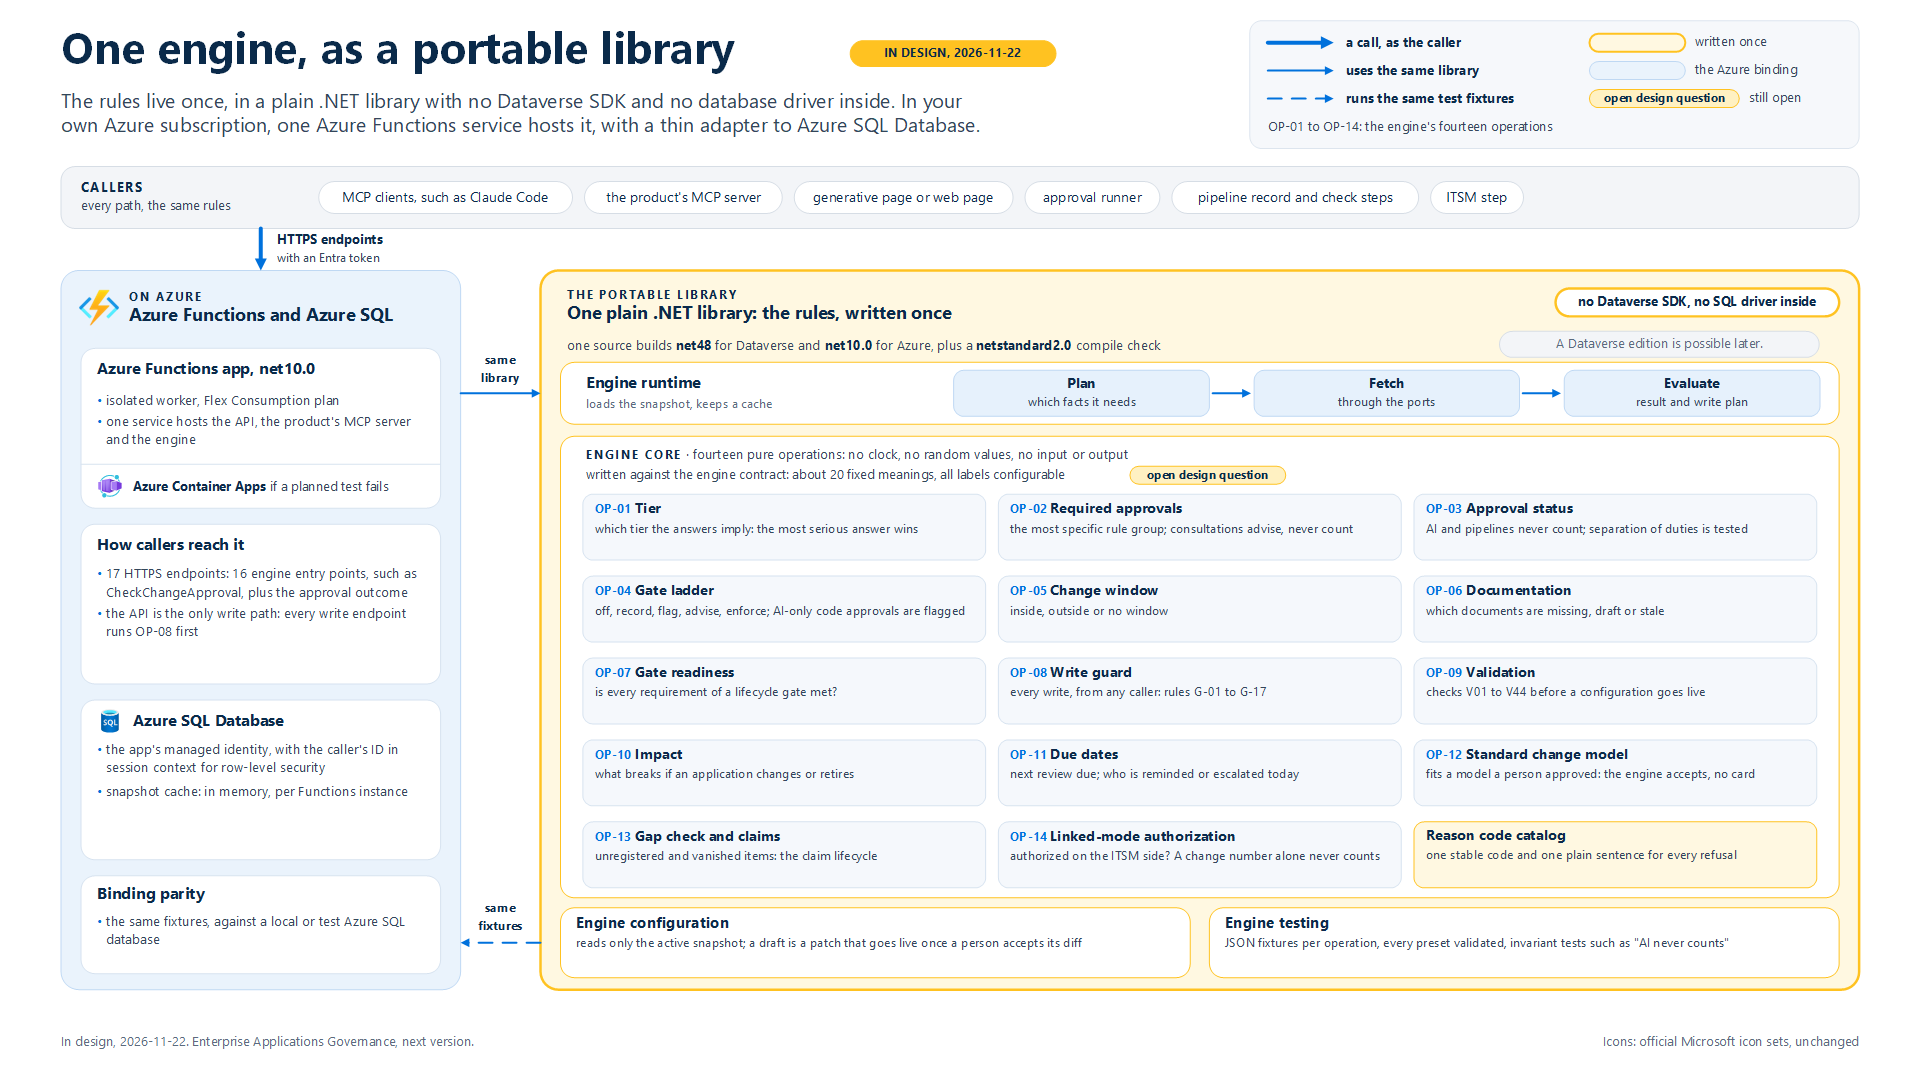 One engine, as a portable library
IN DESIGN, 2026-11-22
The rules live once, in a plain .NET library with no Dataverse SDK and no database driver inside. In your
own Azure subscription, one Azure Functions service hosts it, with a thin adapter to Azure SQL Database.
a call, as the caller
written once
uses the same library
the Azure binding
runs the same test fixtures
open design question
still open
OP-01 to OP-14: the engine's fourteen operations
CALLERS
every path, the same rules
MCP clients, such as Claude Code
the product's MCP server
generative page or web page
approval runner
pipeline record and check steps
ITSM step
HTTPS endpoints
with an Entra token
ON AZURE
Azure Functions and Azure SQL
Azure Functions app, net10.0
• isolated worker, Flex Consumption plan
• one service hosts the API, the product's MCP server
and the engine
Azure Container Apps if a planned test fails
How callers reach it
• 17 HTTPS endpoints: 16 engine entry points, such as
CheckChangeApproval, plus the approval outcome
• the API is the only write path: every write endpoint
runs OP-08 first
SQL
Azure SQL Database
• the app's managed identity, with the caller's ID in
session context for row-level security
• snapshot cache: in memory, per Functions instance
Binding parity
• the same fixtures, against a local or test Azure SQL
database
same
library
same
fixtures
THE PORTABLE LIBRARY
One plain .NET library: the rules, written once
no Dataverse SDK, no SQL driver inside
one source builds net48 for Dataverse and net10.0 for Azure, plus a netstandard2.0 compile check
A Dataverse edition is possible later.
Engine runtime
loads the snapshot, keeps a cache
Plan
which facts it needs
Fetch
through the ports
Evaluate
result and write plan
ENGINE CORE · fourteen pure operations: no clock, no random values, no input or output
written against the engine contract: about 20 fixed meanings, all labels configurable
open design question
OP-01 Tier
which tier the answers imply: the most serious answer wins
OP-02 Required approvals
the most specific rule group; consultations advise, never count
OP-03 Approval status
AI and pipelines never count; separation of duties is tested
OP-04 Gate ladder
off, record, flag, advise, enforce; AI-only code approvals are flagged
OP-05 Change window
inside, outside or no window
OP-06 Documentation
which documents are missing, draft or stale
OP-07 Gate readiness
is every requirement of a lifecycle gate met?
OP-08 Write guard
every write, from any caller: rules G-01 to G-17
OP-09 Validation
checks V01 to V44 before a configuration goes live
OP-10 Impact
what breaks if an application changes or retires
OP-11 Due dates
next review due; who is reminded or escalated today
OP-12 Standard change model
fits a model a person approved: the engine accepts, no card
OP-13 Gap check and claims
unregistered and vanished items: the claim lifecycle
OP-14 Linked-mode authorization
authorized on the ITSM side? A change number alone never counts
Reason code catalog
one stable code and one plain sentence for every refusal
Engine configuration
reads only the active snapshot; a draft is a patch that goes live once a person accepts its diff
Engine testing
JSON fixtures per operation, every preset validated, invariant tests such as "AI never counts"
In design, 2026-11-22. Enterprise Applications Governance, next version.
Icons: official Microsoft icon sets, unchanged